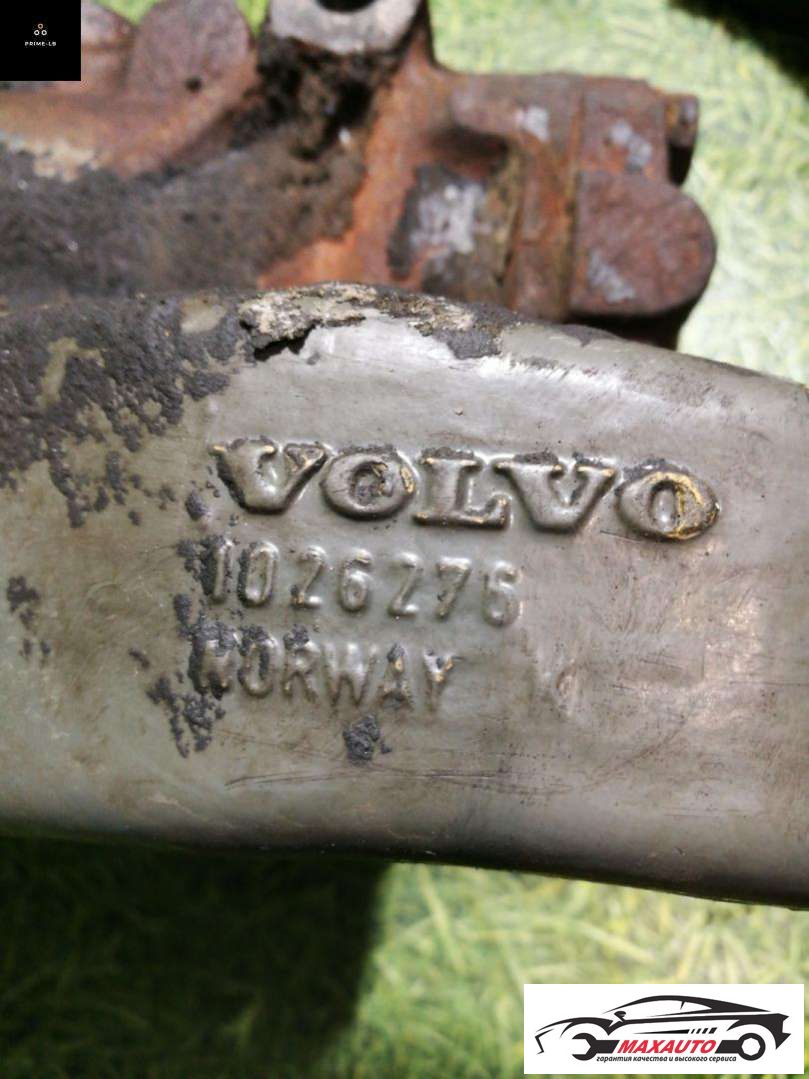 PRIME-LB
VOLVO
1026276
NORWAY
MAXAUTO
гарантия качества и высокого сервиса